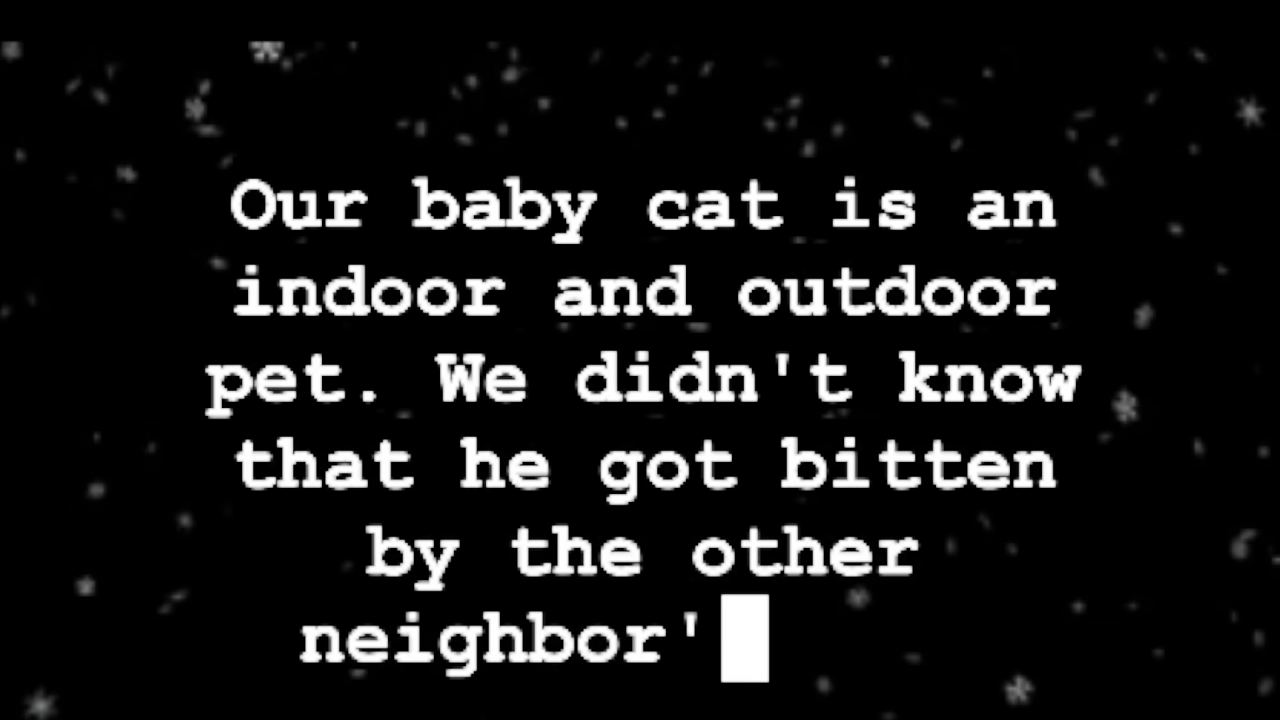 Our baby cat is an
indoor and outdoor
pet. We didn't know
that he got bitten
by the other
neighbor'